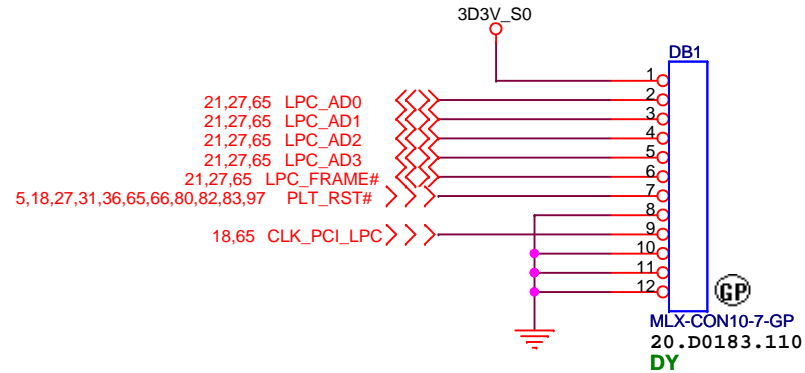 3D3V_S0
DB1
1
21,27,65 LPC_AD0 2
21,27,65 LPC_AD1 3
21,27,65 LPC_AD2 4
21,27,65 LPC_AD3 5
21,27,65 LPC_FRAME# 6
5,18,27,31,36,65,66,80,82,83,97 PLT_RST# 7
8
18,65 CLK_PCI_LPC 9
10
11
12
GP
MLX-CON10-7-GP
20.D0183.110
DY